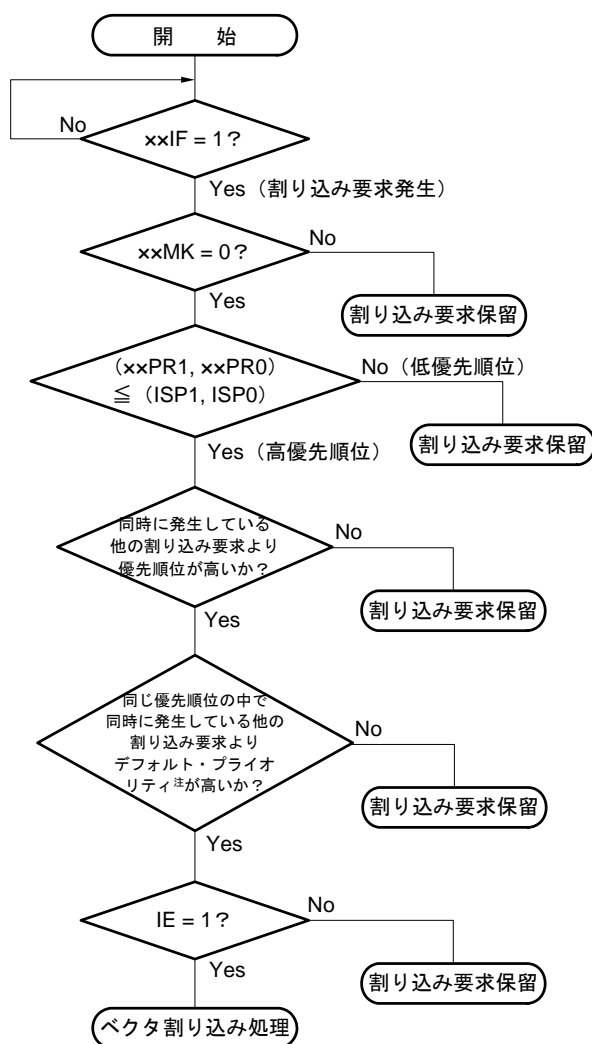 開　始
No
××IF = 1？
Yes（割り込み要求発生）
××MK = 0？
No
Yes
割り込み要求保留
（××PR1, ××PR0）
≦（ISP1, ISP0）
No（低優先順位）
Yes（高優先順位）
割り込み要求保留
同時に発生している
他の割り込み要求より
優先順位が高いか？
No
Yes
割り込み要求保留
同じ優先順位の中で
同時に発生している他の
割り込み要求より
デフォルト・プライオ
リティ注が高いか？
No
Yes
割り込み要求保留
IE = 1？
No
Yes
割り込み要求保留
ベクタ割り込み処理